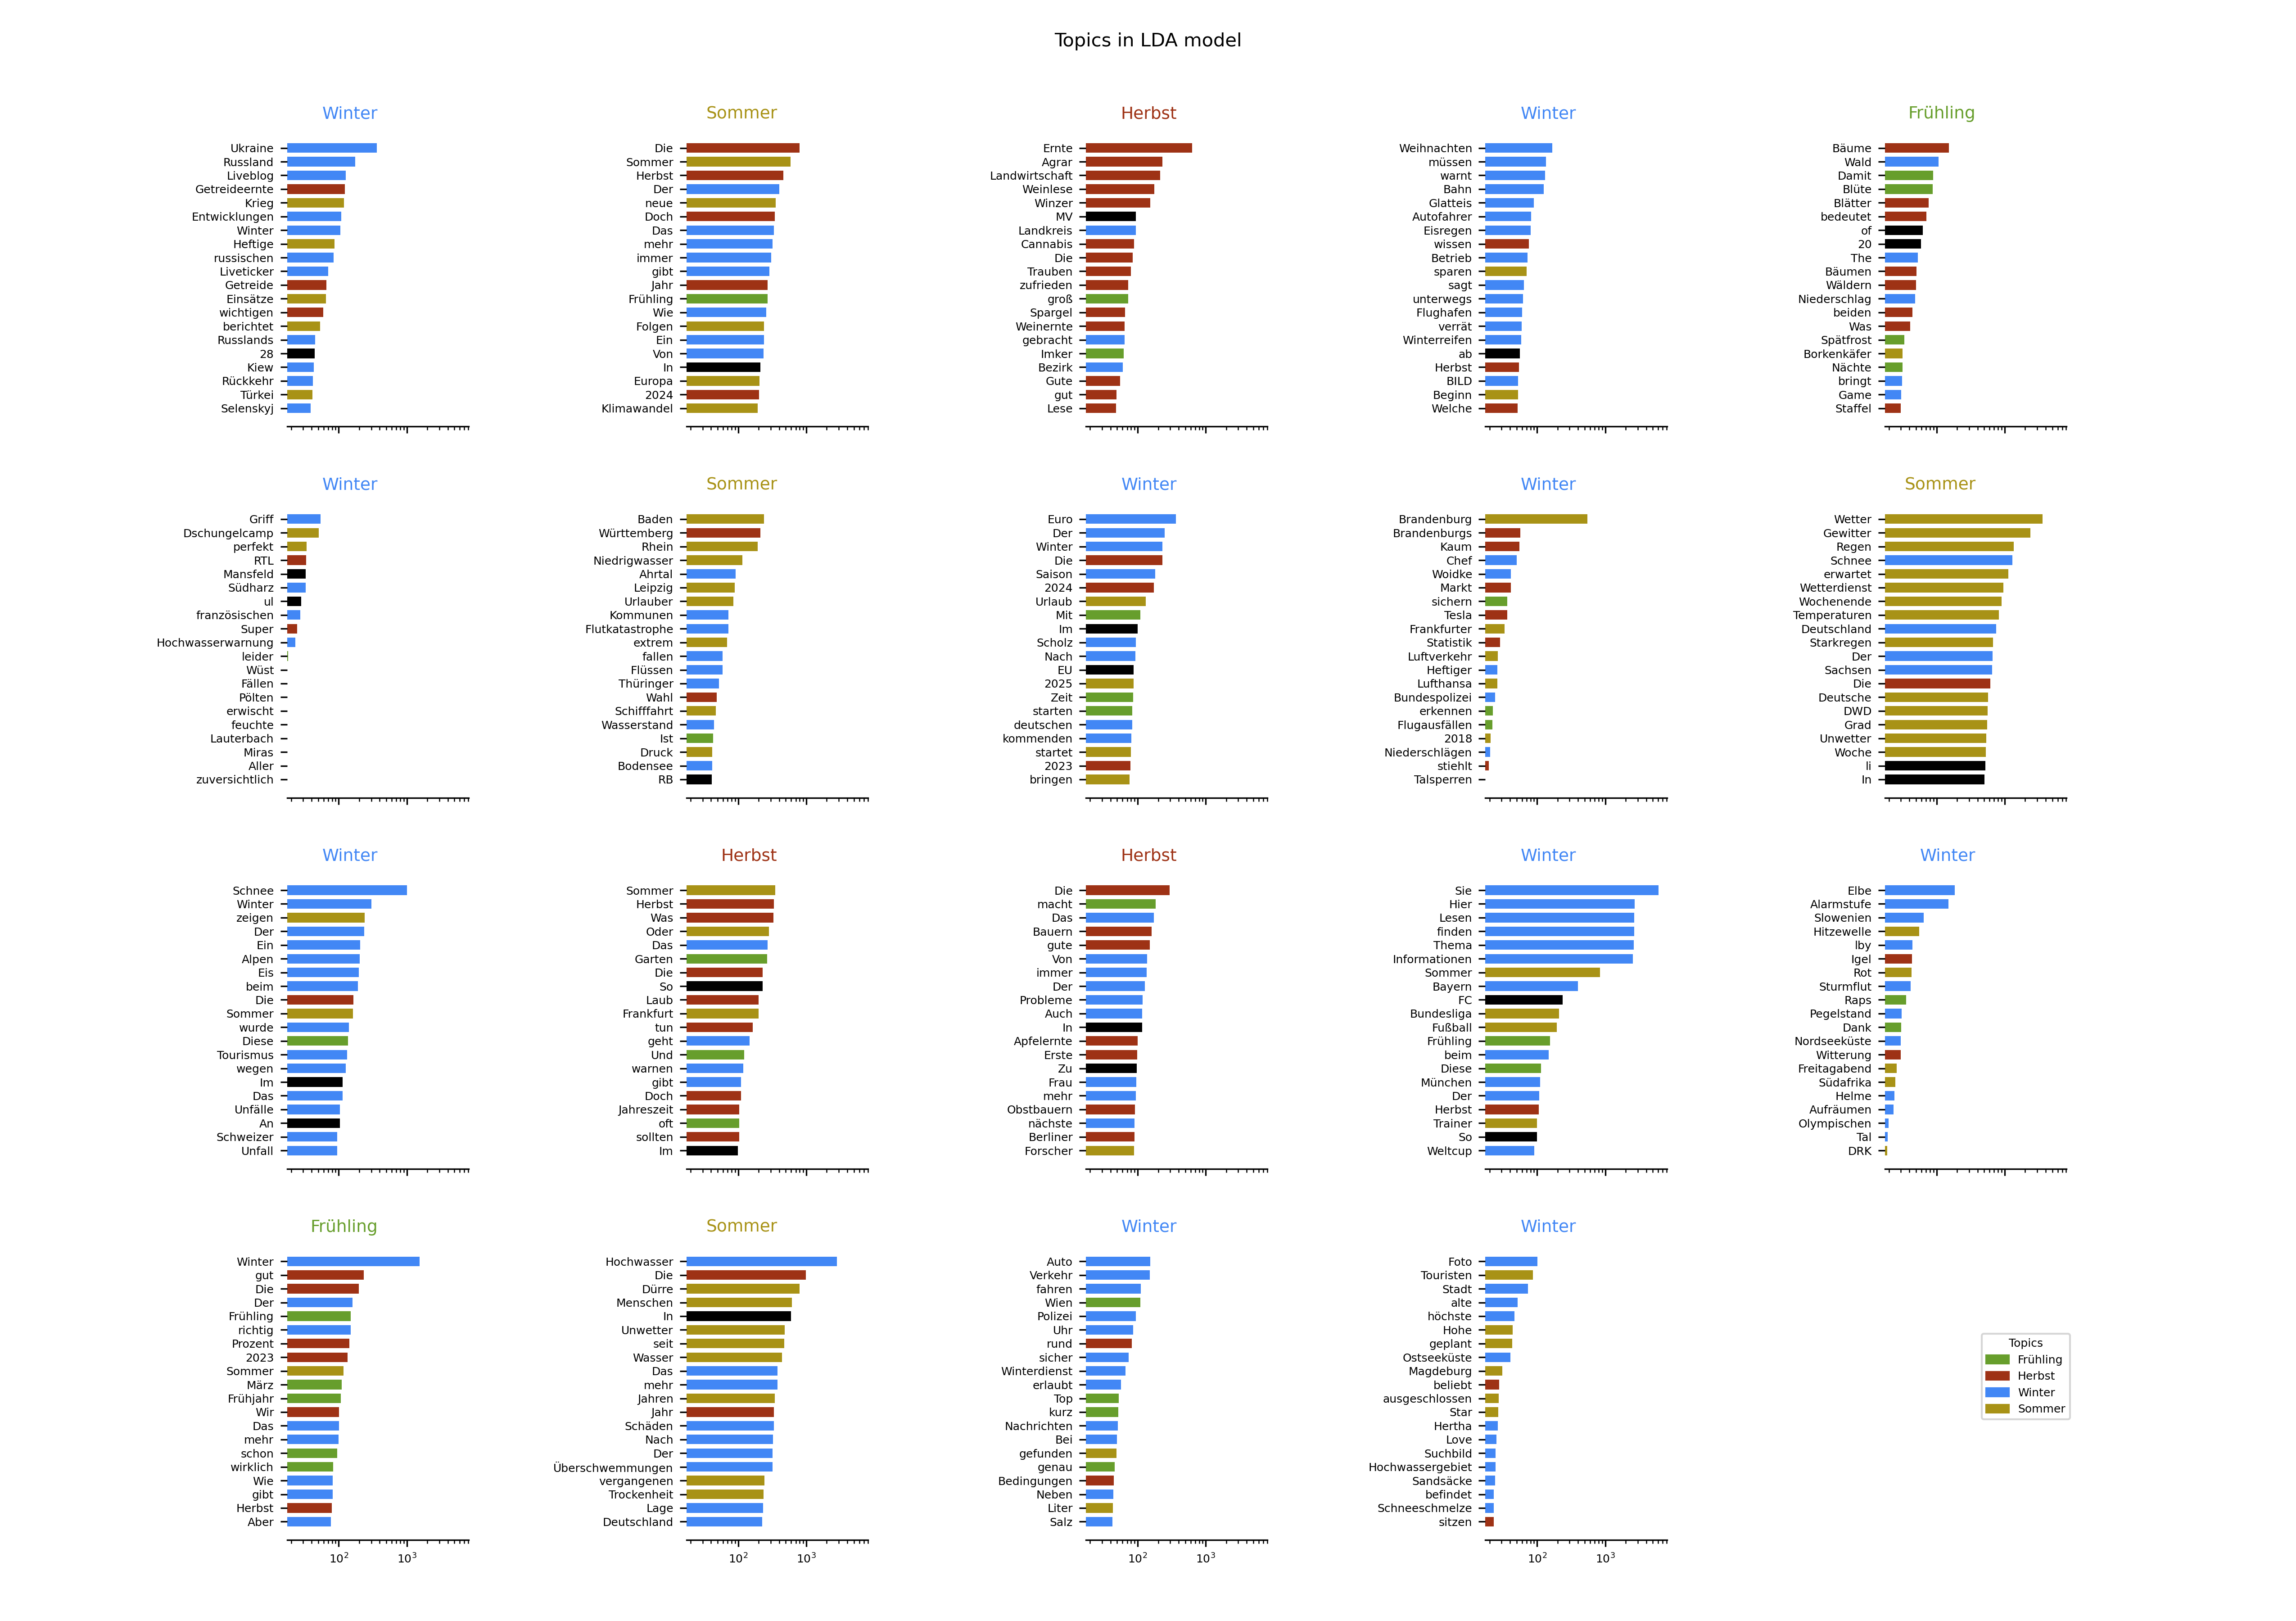 Topics in LDA model
Winter
Ukraine
Russland
Liveblog
Getreideernte
Krieg
Entwicklungen
Winter
Heftige
russischen
Liveticker
Getreide
Einsätze
wichtigen
berichtet
Russlands
28
Kiew
Rückkehr
Türkei
Selenskyj
Sommer
Die
Sommer
Herbst
Der
neue
Doch
Das
mehr
immer
gibt
Jahr
Frühling
Wie
Folgen
Ein
Von
In
Europa
2024
Klimawandel
Herbst
Ernte
Agrar
Landwirtschaft
Weinlese
Winzer
MV
Landkreis
Cannabis
Die
Trauben
zufrieden
groß
Spargel
Weinernte
gebracht
Imker
Bezirk
Gute
gut
Lese
Winter
Weihnachten
müssen
warnt
Bahn
Glatteis
Autofahrer
Eisregen
wissen
Betrieb
sparen
sagt
unterwegs
Flughafen
verrät
Winterreifen
ab
Herbst
BILD
Beginn
Welche
Frühling
Bäume
Wald
Damit
Blüte
Blätter
bedeutet
of
20
The
Bäumen
Wäldern
Niederschlag
beiden
Was
Spätfrost
Borkenkäfer
Nächte
bringt
Game
Staffel
Winter
Griff
Dschungelcamp
perfekt
RTL
Mansfeld
Südharz
ul
französischen
Super
Hochwasserwarnung
leider
Wüst
Fällen
Pölten
erwischt
feuchte
Lauterbach
Miras
Aller
zuversichtlich
Sommer
Baden
Württemberg
Rhein
Niedrigwasser
Ahrtal
Leipzig
Urlauber
Kommunen
Flutkatastrophe
extrem
fallen
Flüssen
Thüringer
Wahl
Schifffahrt
Wasserstand
Ist
Druck
Bodensee
RB
Winter
Euro
Der
Winter
Die
Saison
2024
Urlaub
Mit
Im
Scholz
Nach
EU
2025
Zeit
starten
deutschen
kommenden
startet
2023
bringen
Winter
Brandenburg
Brandenburgs
Kaum
Chef
Woidke
Markt
sichern
Tesla
Frankfurter
Statistik
Luftverkehr
Heftiger
Lufthansa
Bundespolizei
erkennen
Flugausfällen
2018
Niederschlägen
stiehlt
Talsperren
Sommer
Wetter
Gewitter
Regen
Schnee
erwartet
Wetterdienst
Wochenende
Temperaturen
Deutschland
Starkregen
Der
Sachsen
Die
Deutsche
DWD
Grad
Unwetter
Woche
li
In
Winter
Schnee
Winter
zeigen
Der
Ein
Alpen
Eis
beim
Die
Sommer
wurde
Diese
Tourismus
wegen
Im
Das
Unfälle
An
Schweizer
Unfall
Herbst
Sommer
Herbst
Was
Oder
Das
Garten
Die
So
Laub
Frankfurt
tun
geht
Und
warnen
gibt
Doch
Jahreszeit
oft
sollten
Im
Herbst
Die
macht
Das
Bauern
gute
Von
immer
Der
Probleme
Auch
In
Apfelernte
Erste
Zu
Frau
mehr
Obstbauern
nächste
Berliner
Forscher
Winter
Sie
Hier
Lesen
finden
Thema
Informationen
Sommer
Bayern
FC
Bundesliga
Fußball
Frühling
beim
Diese
München
Der
Herbst
Trainer
So
Weltcup
Winter
Elbe
Alarmstufe
Slowenien
Hitzewelle
lby
Igel
Rot
Sturmflut
Raps
Pegelstand
Dank
Nordseeküste
Witterung
Freitagabend
Südafrika
Helme
Aufräumen
Olympischen
Tal
DRK
Frühling
Winter
gut
Die
Der
Frühling
richtig
Prozent
2023
Sommer
März
Frühjahr
Wir
Das
mehr
schon
wirklich
Wie
gibt
Herbst
Aber
10² 10³
Sommer
Hochwasser
Die
Dürre
Menschen
In
Unwetter
seit
Wasser
Das
mehr
Jahren
Jahr
Schäden
Nach
Der
Überschwemmungen
vergangenen
Trockenheit
Lage
Deutschland
10² 10³
Winter
Auto
Verkehr
fahren
Wien
Polizei
Uhr
rund
sicher
Winterdienst
erlaubt
Top
kurz
Nachrichten
Bei
gefunden
genau
Bedingungen
Neben
Liter
Salz
10² 10³
Winter
Foto
Touristen
Stadt
alte
höchste
Hohe
geplant
Ostseeküste
Magdeburg
beliebt
ausgeschlossen
Star
Hertha
Love
Suchbild
Hochwassergebiet
Sandsäcke
befindet
Schneeschmelze
sitzen
10² 10³
Topics
Frühling
Herbst
Winter
Sommer